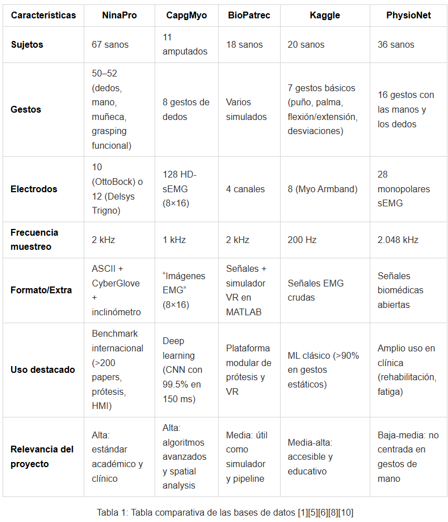 Características NinaPro CapgMyo BioPatrec Kaggle PhysioNet
Sujetos 67 sanos 11 amputados 18 sanos 20 sanos 36 sanos
Gestos 50–52 (dedos, mano, muñeca, grasping funcional) 8 gestos de dedos Varios simulados 7 gestos básicos (puño, palma, flexión/extensión, desviaciones) 16 gestos con las manos y los dedos
Electrodos 10 (OttoBock) o 12 (Delsys Trigno) 128 HD-sEMG (8×16) 4 canales 8 (Myo Armband) 28 monopolares sEMG
Frecuencia muestreo 2 kHz 1 kHz 2 kHz 200 Hz 2.048 kHz
Formato/Extra ASCII + CyberGlove + inclinómetro "Imágenes EMG" (8×16) Señales + simulador VR en MATLAB Señales EMG crudas Señales biomédicas abiertas
Uso destacado Benchmark internacional (>200 papers, prótesis, HMI) Deep learning (CNN con 99.5% en 150 ms) Plataforma modular de prótesis y VR ML clásico (>90% en gestos estáticos) Amplio uso en clínica (rehabilitación, fatiga)
Relevancia del proyecto Alta: estándar académico y clínico Alta: algoritmos avanzados y spatial analysis Media: útil como simulador y pipeline Media-alta: accesible y educativo Baja-media: no centrada en gestos de mano
Tabla 1: Tabla comparativa de las bases de datos [1][5][6][8][10]